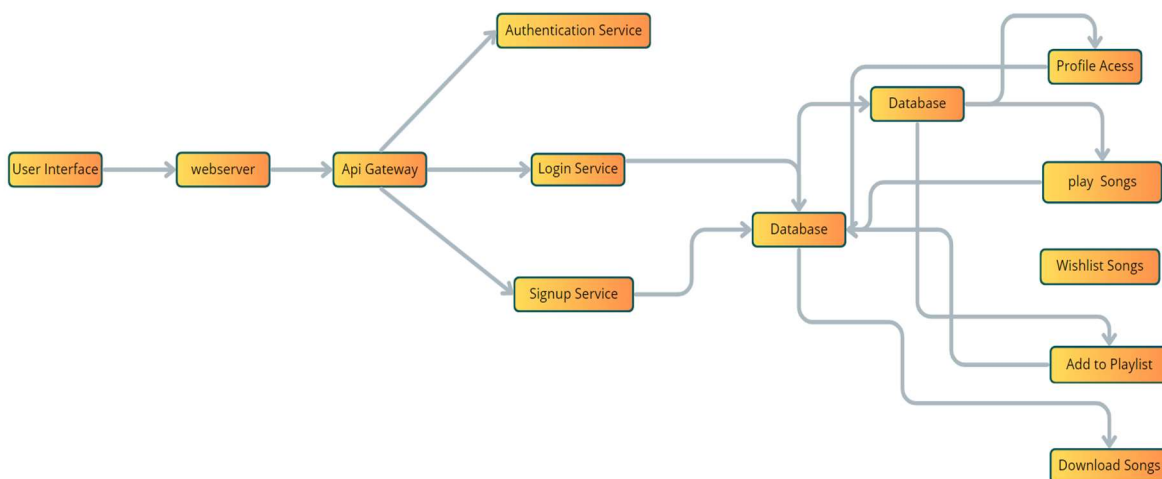 Authentication Service
Profile Acess
Database
User Interface
webserver
Api Gateway
Login Service
play Songs
Database
Wishlist Songs
Signup Service
Add to Playlist
Download Songs